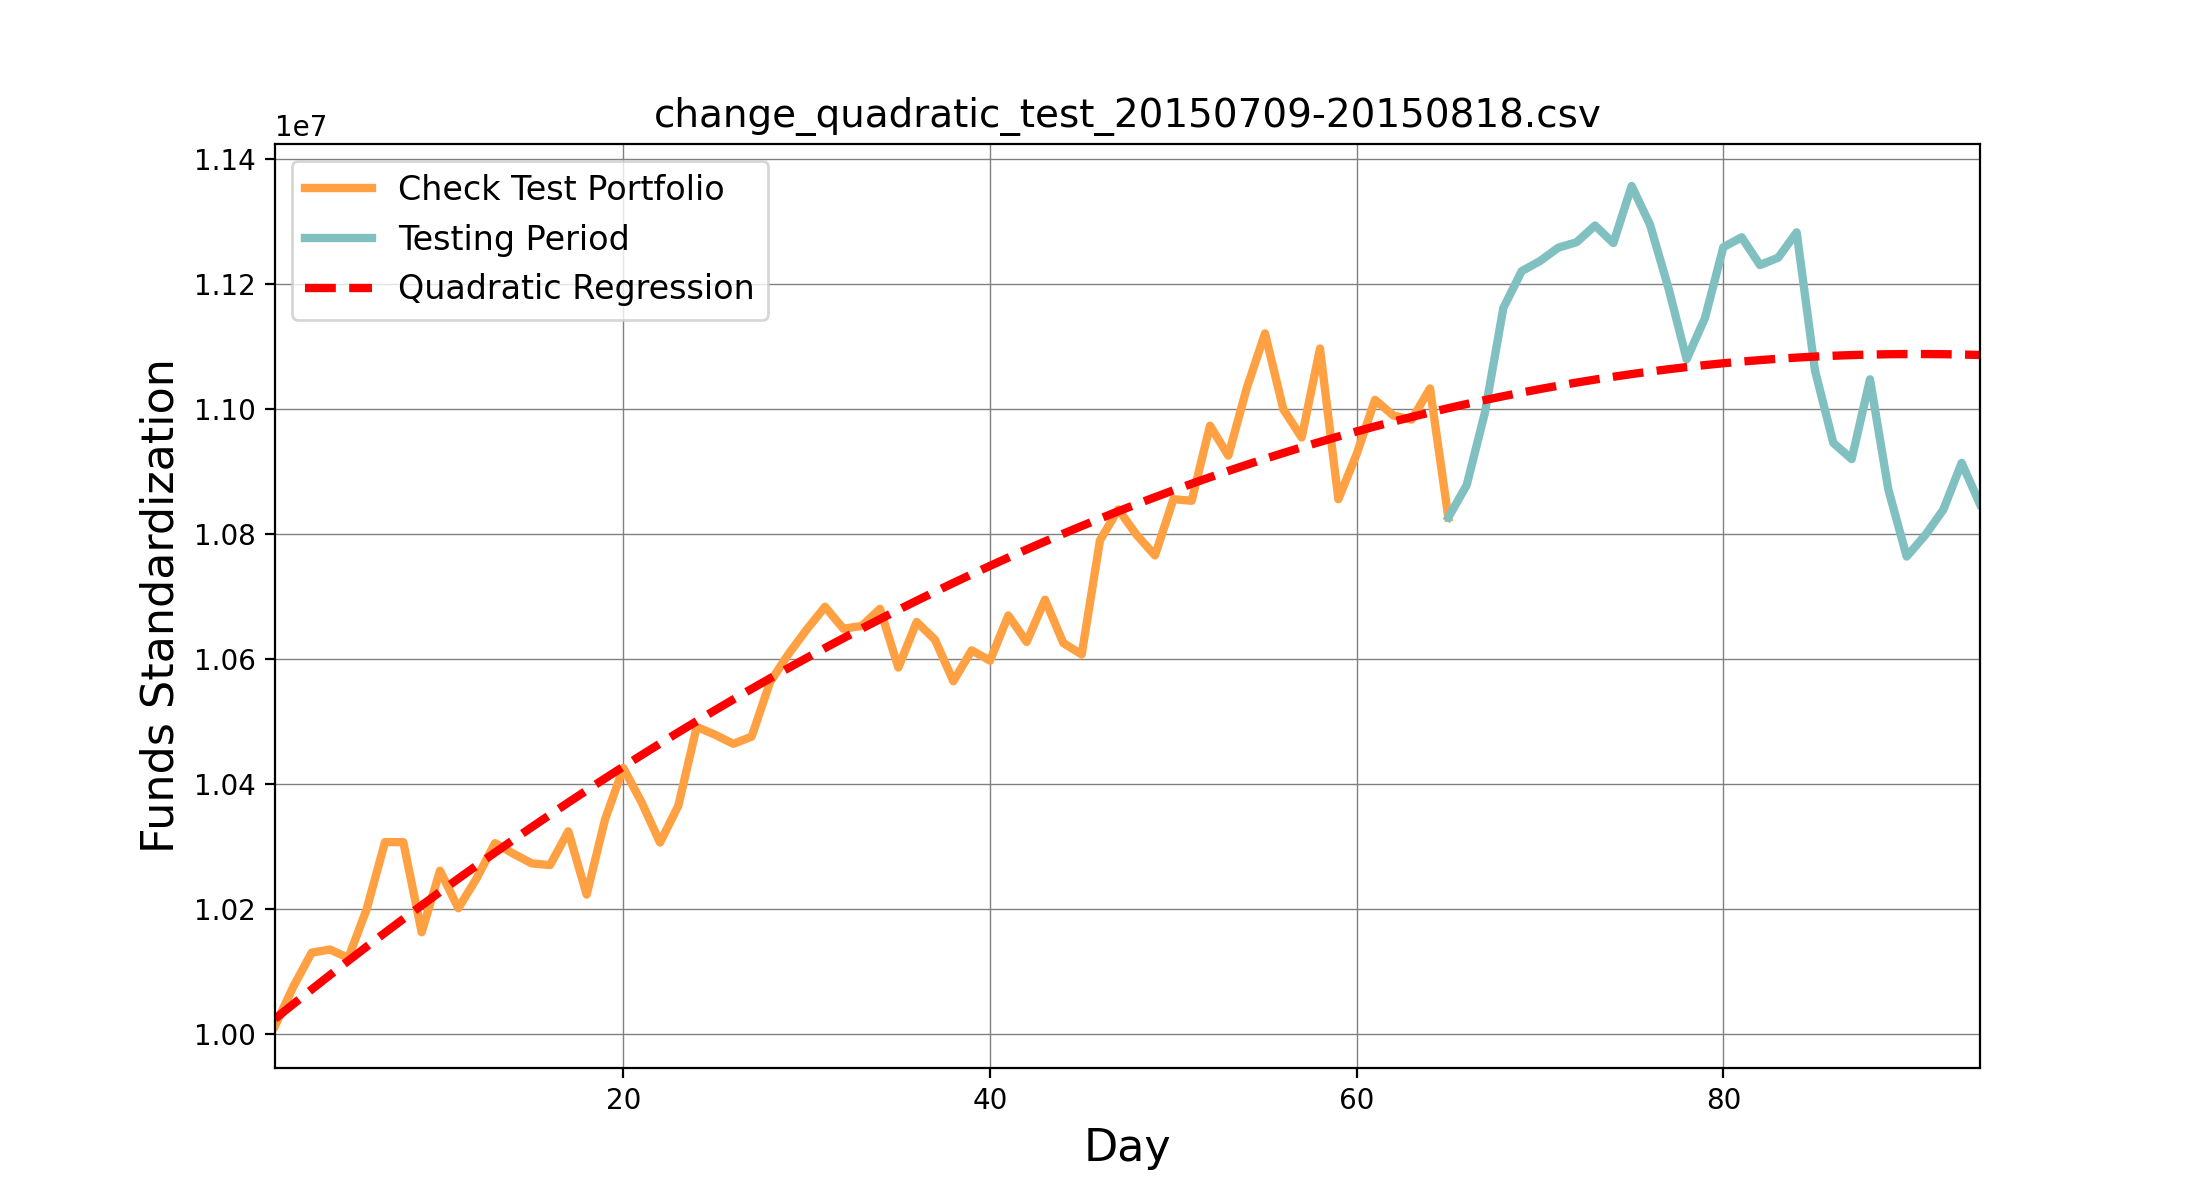 change_quadratic_test_20150709-20150818.csv
1e7
Check Test Portfolio
Testing Period
Quadratic Regression
1.14
1.12
1.10
1.08
1.06
1.04
1.02
1.00
Funds Standardization
20 40 60 80
Day